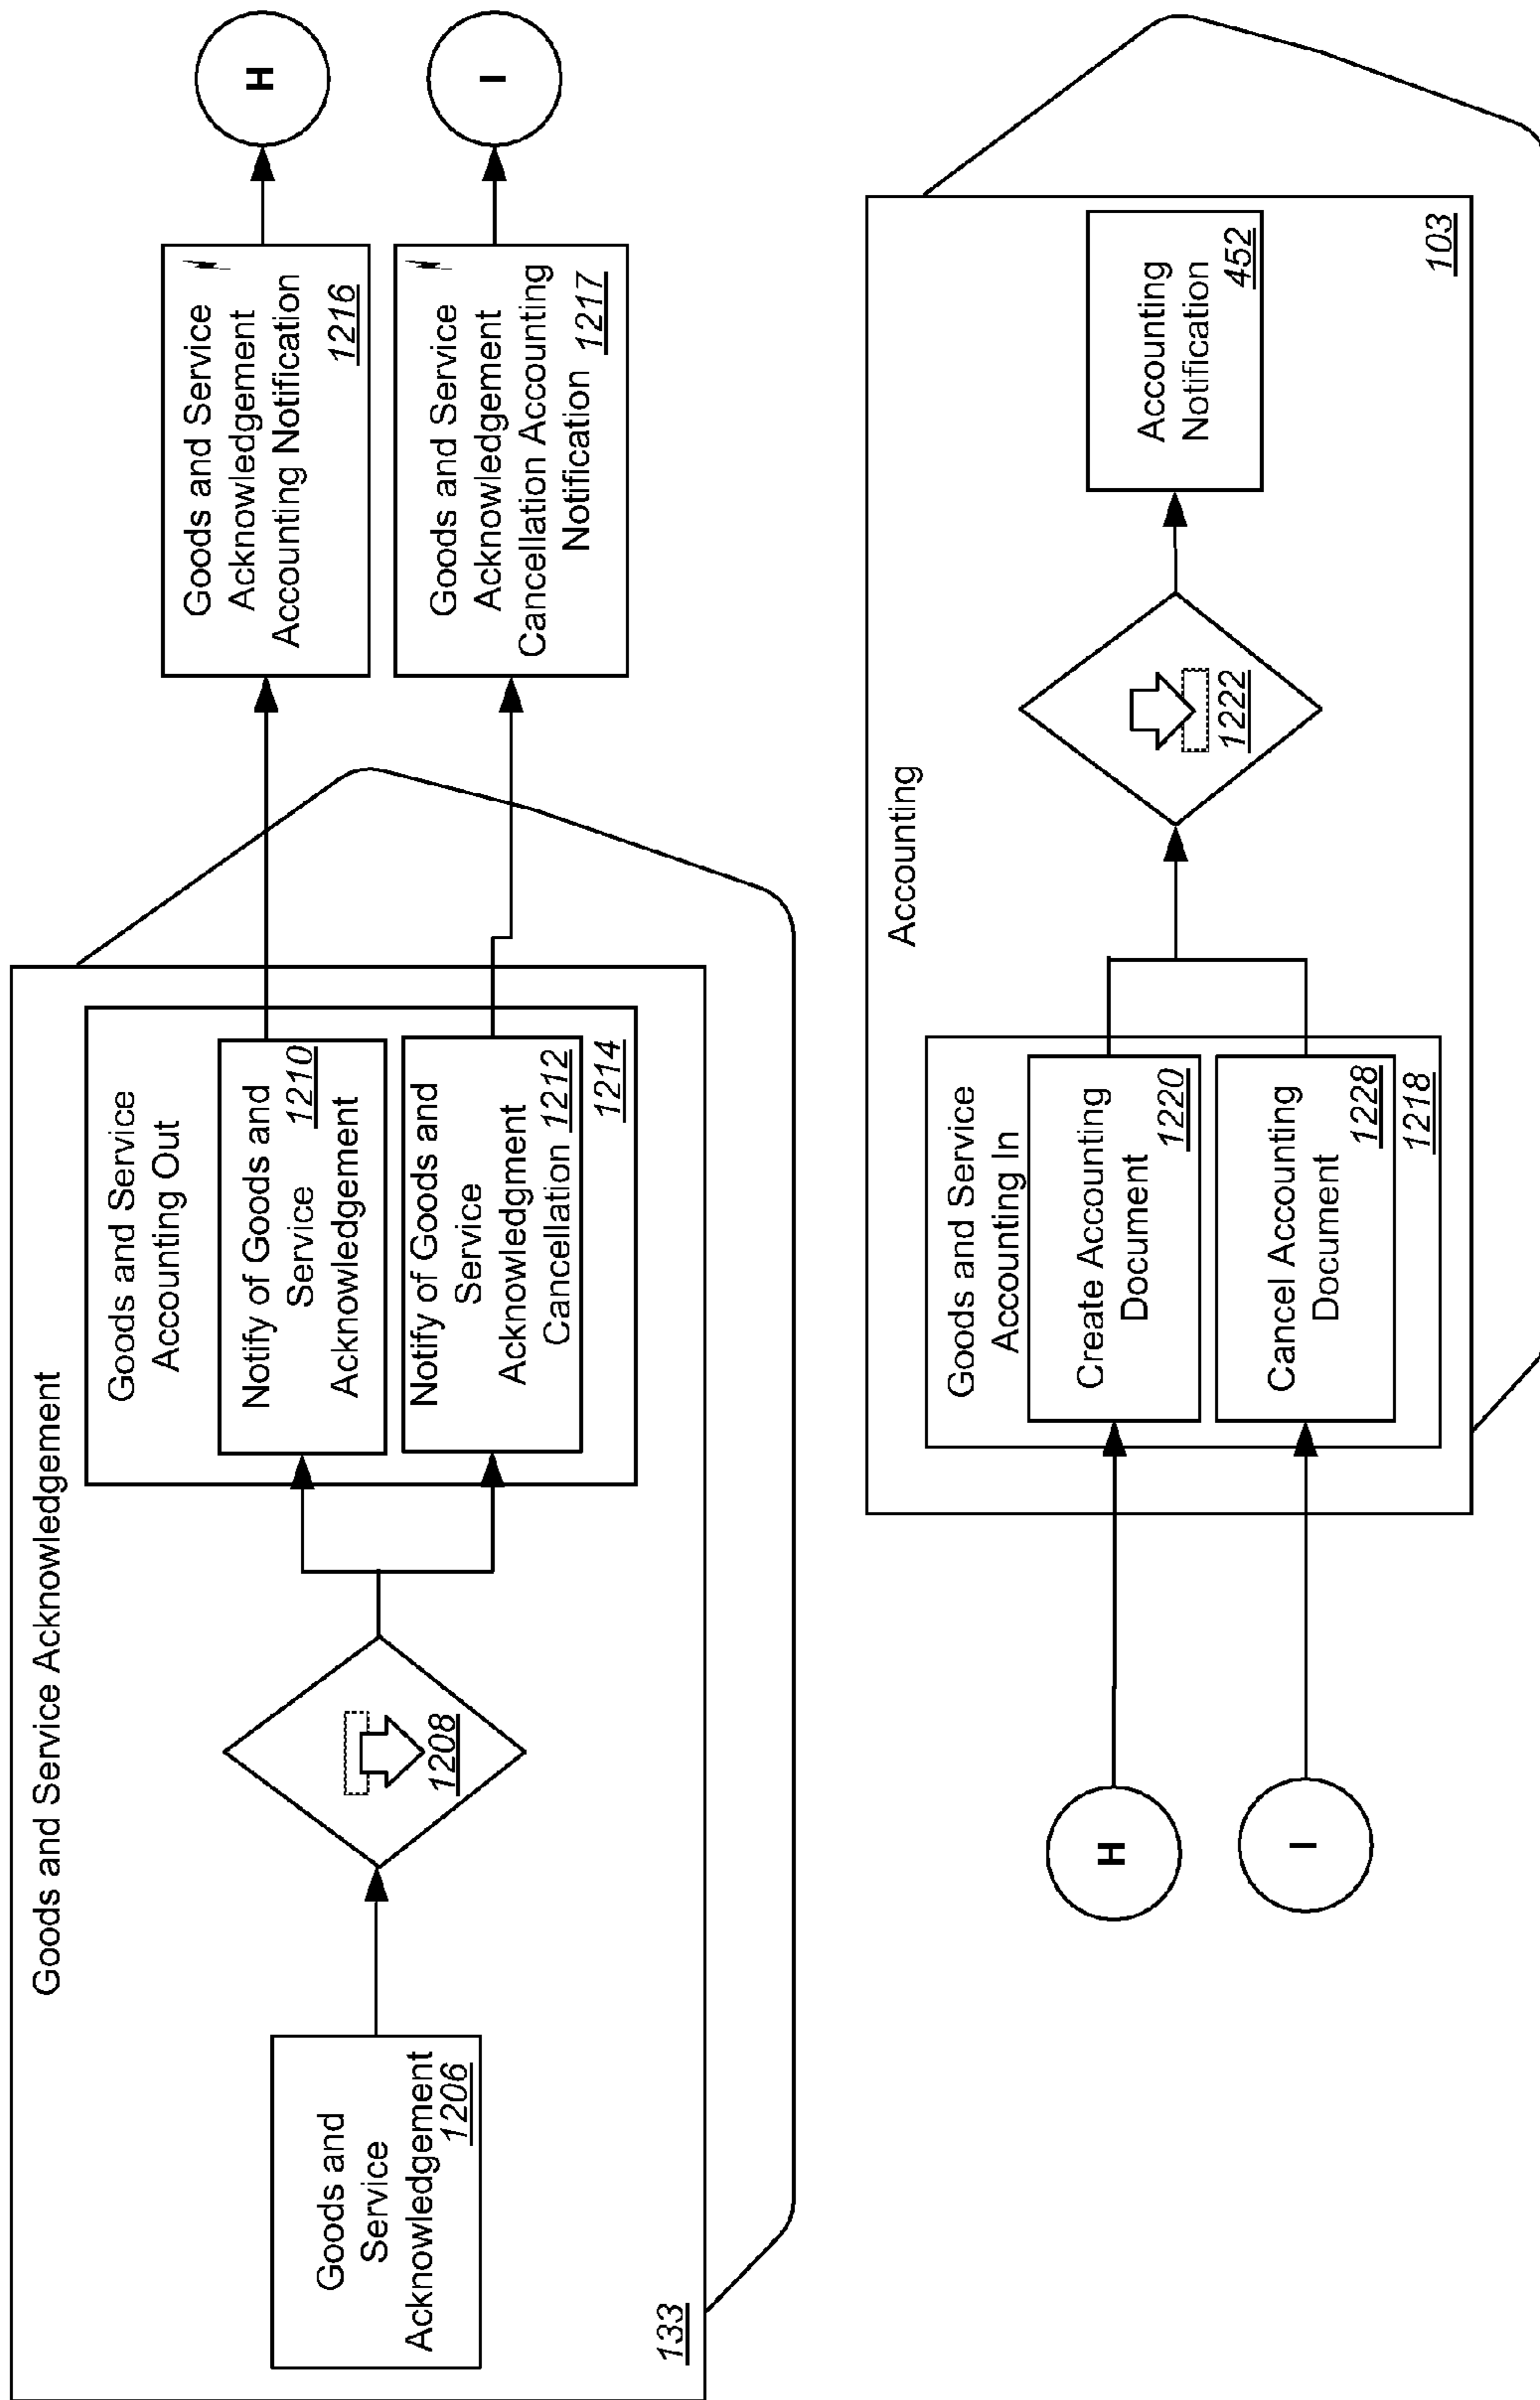 Goods and Service Acknowledgement
Goods and
Service
Acknowledgement
1206
1208
Goods and Service
Accounting Out
Notify of Goods and
Service 1210
Acknowledgement
Notify of Goods and
Service
Acknowledgment
Cancellation 1212
1214
133
Goods and Service
Acknowledgement
Accounting Notification
1216
Goods and Service
Acknowledgement
Cancellation Accounting
Notification 1217
H
I
H
I
Accounting
Goods and Service
Accounting In
Create Accounting
Document 1220
Cancel Accounting
Document 1228
1218
1222
Accounting
Notification
452
103